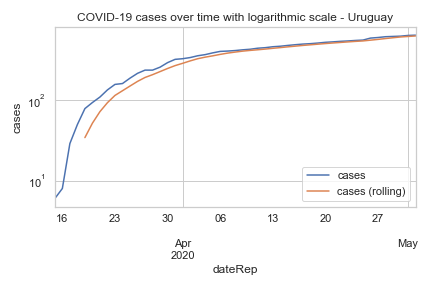 COVID-19 cases over time with logarithmic scale - Uruguay
cases
10²
10¹
cases
cases (rolling)
16 23 30 06 13 20 27
Apr May
2020
dateRep